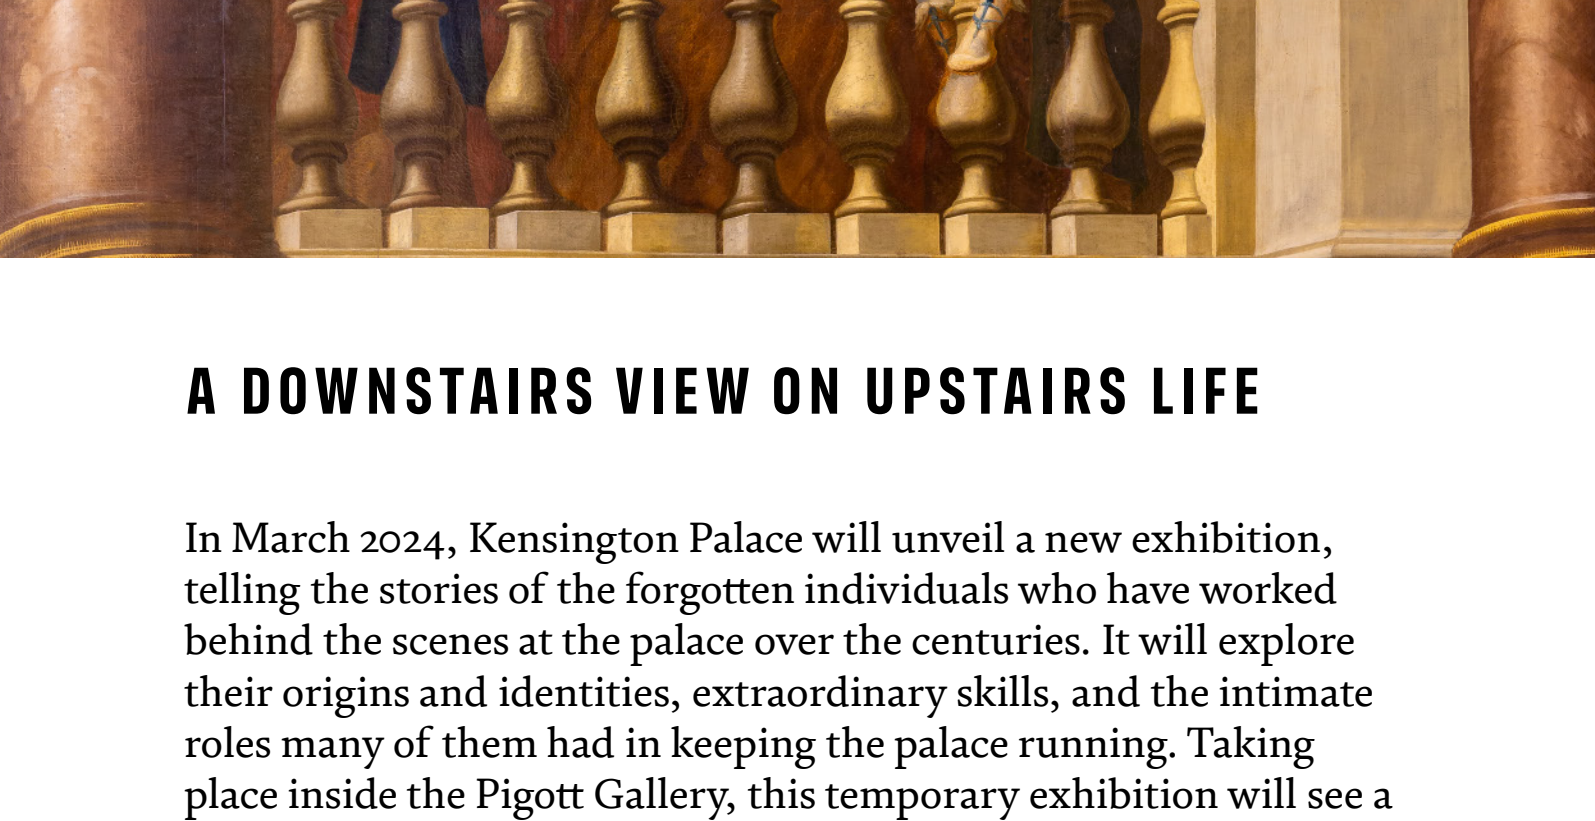 A DOWNSTAIRS VIEW ON UPSTAIRS LIFE
In March 2024, Kensington Palace will unveil a new exhibition,
telling the stories of the forgotten individuals who have worked
behind the scenes at the palace over the centuries. It will explore
their origins and identities, extraordinary skills, and the intimate
roles many of them had in keeping the palace running. Taking
place inside the Pigott Gallery, this temporary exhibition will see a